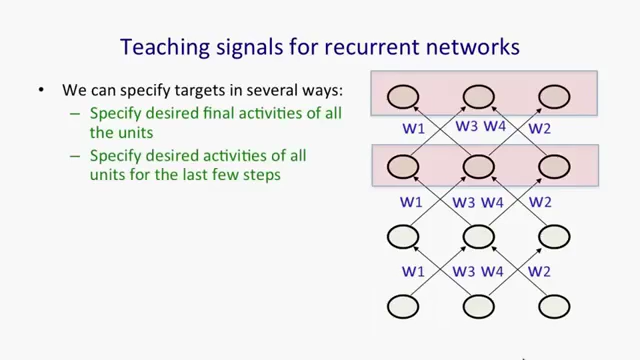 Teaching signals for recurrent networks
• We can specify targets in several ways:
– Specify desired final activities of all
the units
– Specify desired activities of all
units for the last few steps
w1 w3 w4 w2
w1 w3 w4 w2
w1 w3 w4 w2